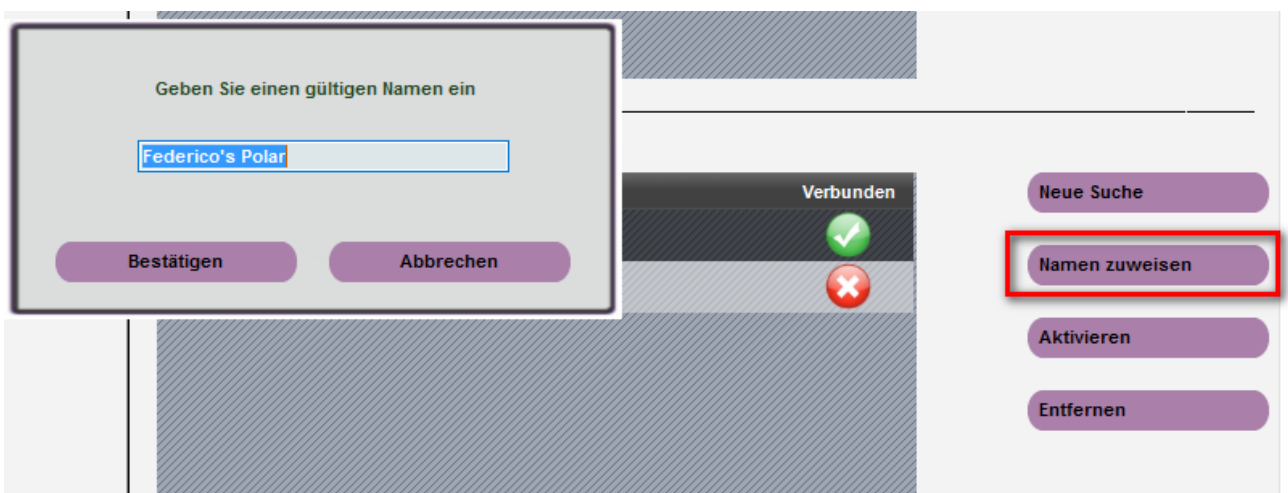 Geben Sie einen gültigen Namen ein
Federico's Polar
Bestätigen
Abbrechen
Verbunden
Neue Suche
Namen zuweisen
Aktivieren
Entfernen